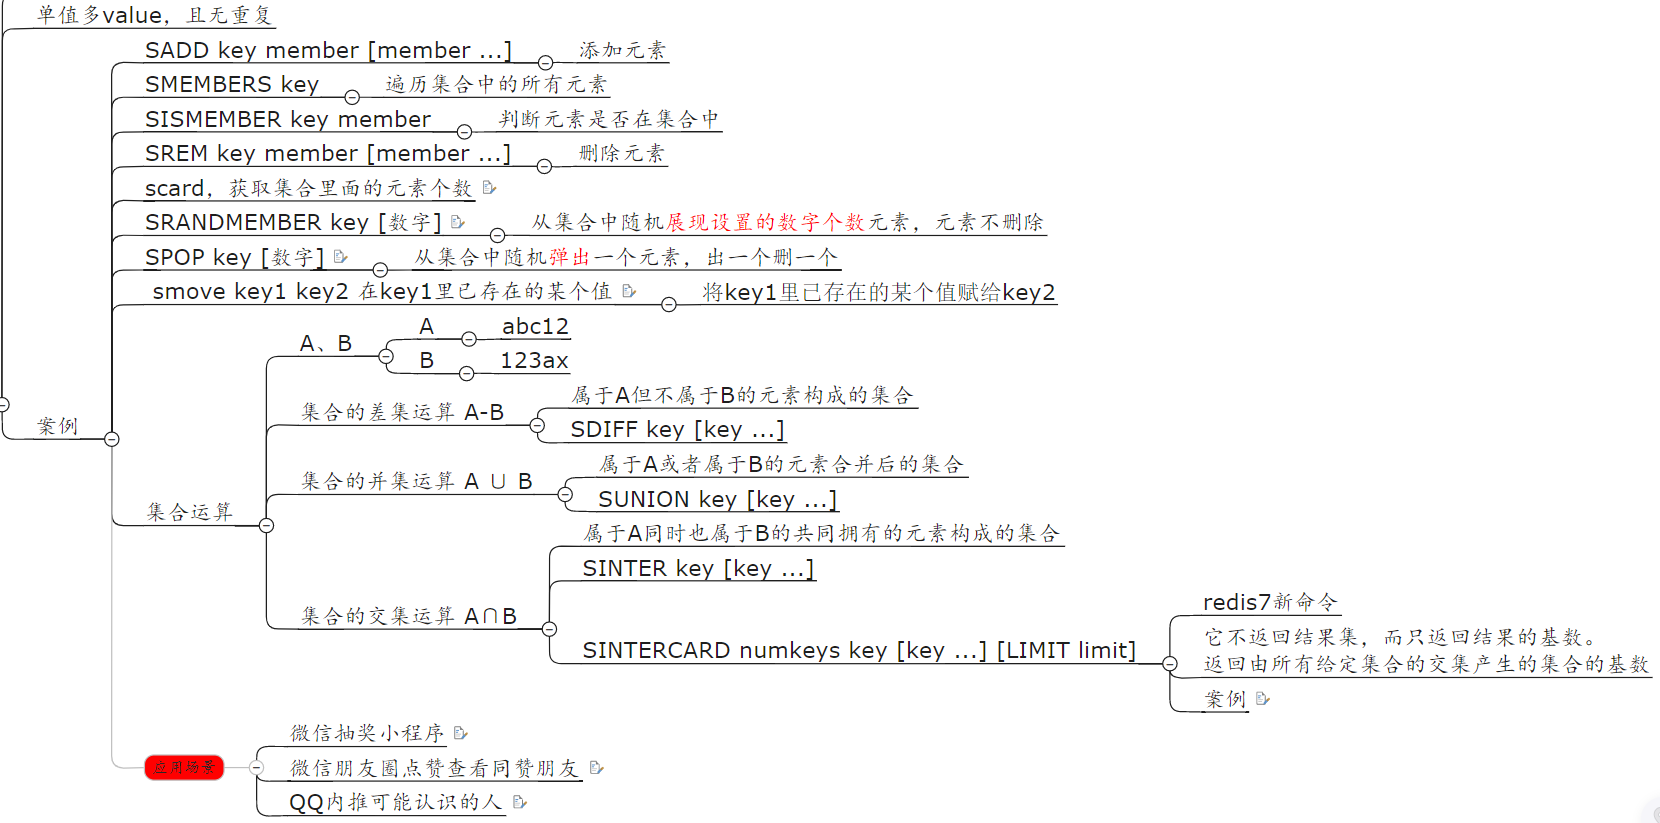 单值多value，且无重复
SADD key member [member ...]
添加元素
SMEMBERS key
遍历集合中的所有元素
SISMEMBER key member
判断元素是否在集合中
SREM key member [member ...]
删除元素
scard，获取集合里面的元素个数
SRANDMEMBER key [数字]
从集合中随机展现设置的数字个数元素，元素不删除
SPOP key [数字]
从集合中随机弹出一个元素，出一个删一个
smove key1 key2 在key1里已存在的某个值
将key1里已存在的某个值赋给key2
案例
集合运算
A、B
A
abc12
B
123ax
集合的差集运算 A-B
属于A但不属于B的元素构成的集合
SDIFF key [key ...]
集合的并集运算 A ∪ B
属于A或者属于B的元素合并后的集合
SUNION key [key ...]
集合的交集运算 A∩B
属于A同时也属于B的共同拥有的元素构成的集合
SINTER key [key ...]
SINTERCARD numkeys key [key ...] [LIMIT limit]
redis7新命令
它不返回结果集，而只返回结果的基数。
返回由所有给定集合的交集产生的集合的基数
案例
应用场景
微信抽奖小程序
微信朋友圈点赞查看同赞朋友
QQ内推可能认识的人